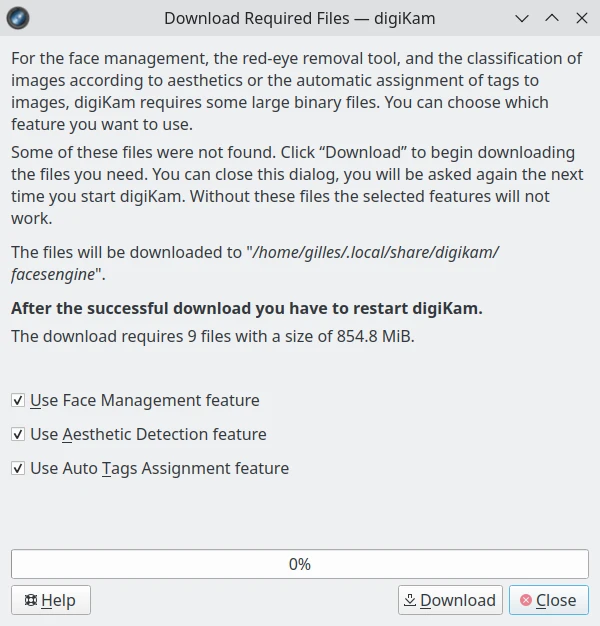 Download Required Files — digiKam
For the face management, the red-eye removal tool, and the classification of
images according to aesthetics or the automatic assignment of tags to
images, digiKam requires some large binary files. You can choose which
feature you want to use.
Some of these files were not found. Click “Download” to begin downloading
the files you need. You can close this dialog, you will be asked again the next
time you start digiKam. Without these files the selected features will not
work.
The files will be downloaded to "/home/gilles/.local/share/digikam/
facesengine".
After the successful download you have to restart digiKam.
The download requires 9 files with a size of 854.8 MiB.
Use Face Management feature
Use Aesthetic Detection feature
Use Auto Tags Assignment feature
0%
Help Download Close